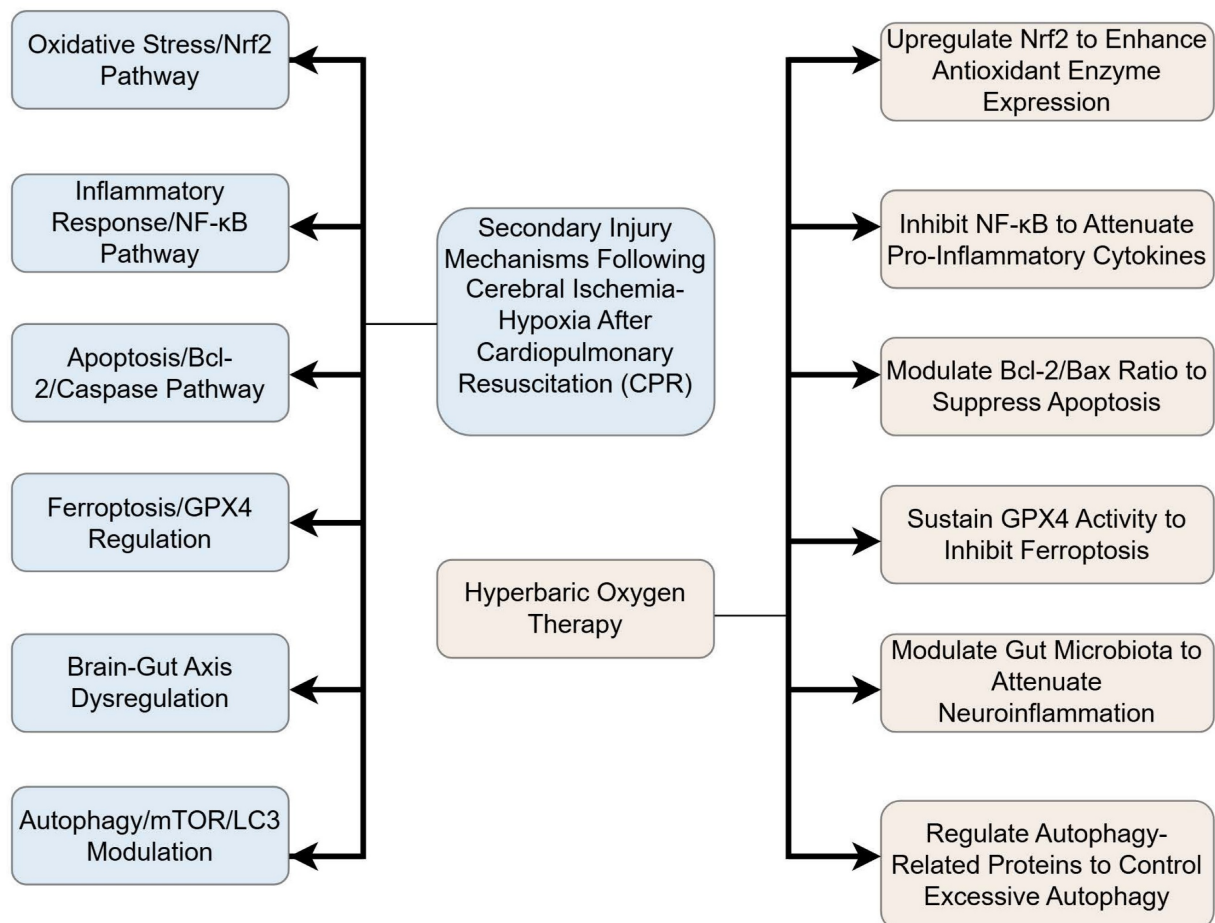 Oxidative Stress/Nrf2
Pathway
Inflammatory
Response/NF-κB
Pathway
Apoptosis/Bcl-
2/Caspase Pathway
Ferroptosis/GPX4
Regulation
Brain-Gut Axis
Dysregulation
Autophagy/mTOR/LC3
Modulation
Secondary Injury
Mechanisms Following
Cerebral Ischemia-
Hypoxia After
Cardiopulmonary
Resuscitation (CPR)
Hyperbaric Oxygen
Therapy
Upregulate Nrf2 to Enhance
Antioxidant Enzyme
Expression
Inhibit NF-κB to Attenuate
Pro-Inflammatory Cytokines
Modulate Bcl-2/Bax Ratio to
Suppress Apoptosis
Sustain GPX4 Activity to
Inhibit Ferroptosis
Modulate Gut Microbiota to
Attenuate
Neuroinflammation
Regulate Autophagy-
Related Proteins to Control
Excessive Autophagy